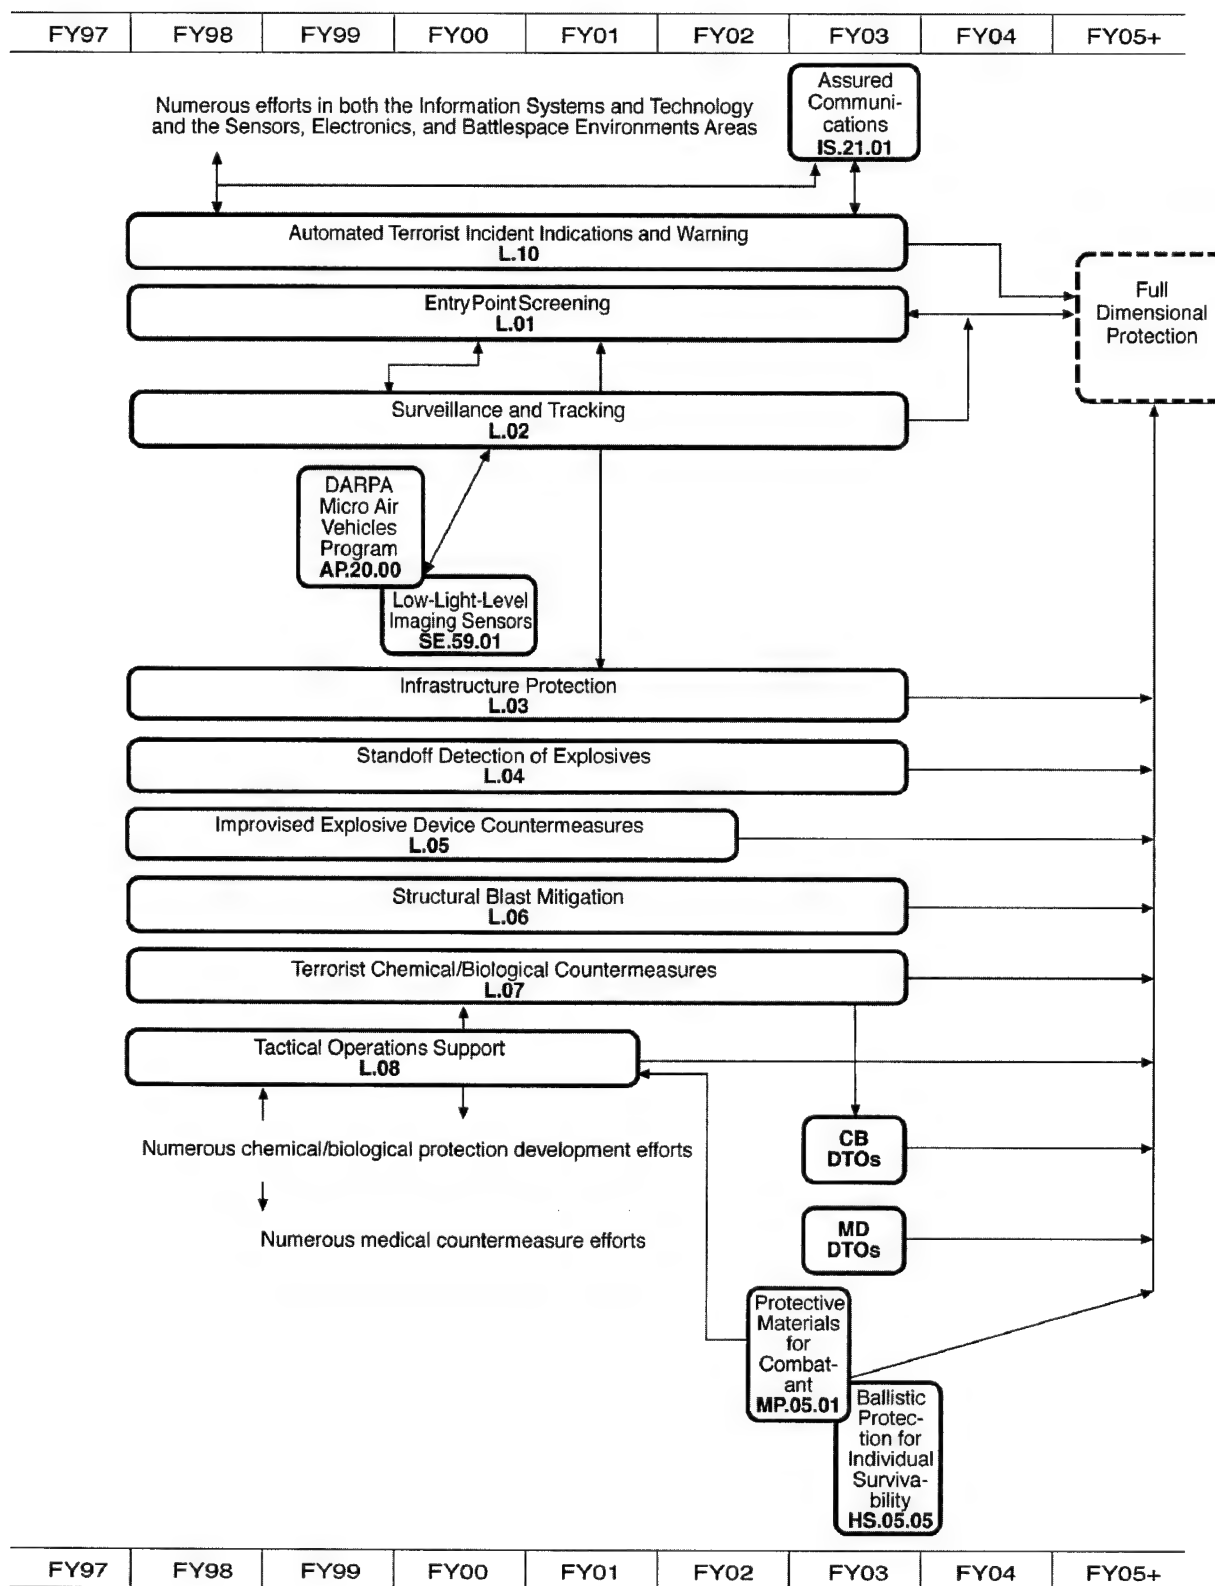 FY97 FY98 FY99 FY00 FY01 FY02 FY03 FY04 FY05+
Numerous efforts in both the Information Systems and Technology
and the Sensors, Electronics, and Battlespace Environments Areas
Assured
Communi-
cations
IS.21.01
Automated Terrorist Incident Indications and Warning
L.10
Entry Point Screening
L.01
Full
Dimensional
Protection
Surveillance and Tracking
L.02
DARPA
Micro Air
Vehicles
Program
AP.20.00
Low-Light-Level
Imaging Sensors
SE.59.01
Infrastructure Protection
L.03
Standoff Detection of Explosives
L.04
Improvised Explosive Device Countermeasures
L.05
Structural Blast Mitigation
L.06
Terrorist Chemical/Biological Countermeasures
L.07
Tactical Operations Support
L.08
Numerous chemical/biological protection development efforts
CB
DTOs
Numerous medical countermeasure efforts
MD
DTOs
Protective
Materials
for
Combat-
ant
MP.05.01
Ballistic
Protec-
tion for
Individual
Surviva-
bility
HS.05.05
FY97 FY98 FY99 FY00 FY01 FY02 FY03 FY04 FY05+